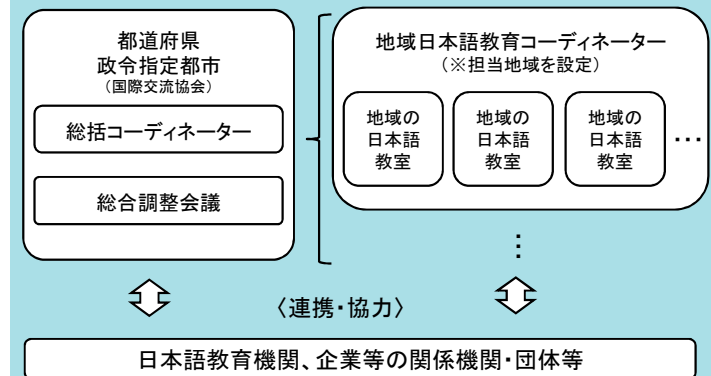 都道府県
政令指定都市
（国際交流協会）
総括コーディネーター
総合調整会議
地域日本語教育コーディネーター
（※担当地域を設定）
地域の
日本語
教室
地域の
日本語
教室
地域の
日本語
教室
…
⋮
〈連携・協力〉
日本語教育機関、企業等の関係機関・団体等